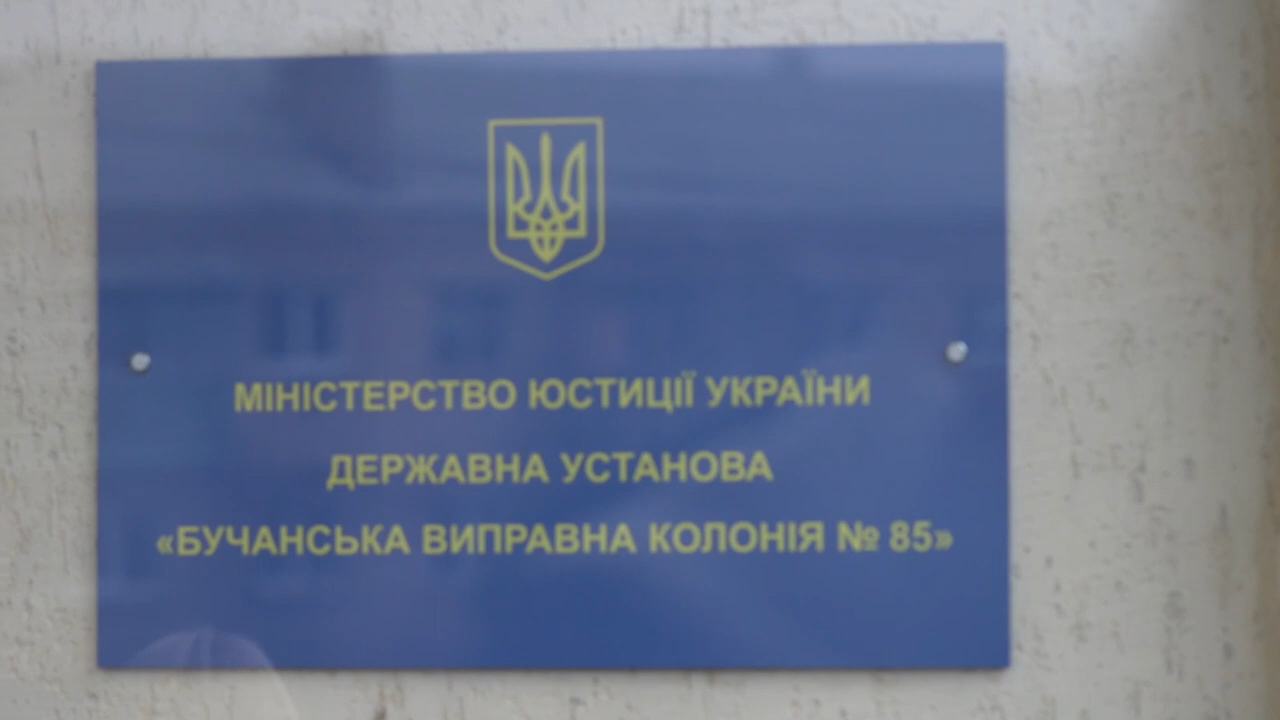 МІНІСТЕРСТВО ЮСТИЦІЇ УКРАЇНИ
ДЕРЖАВНА УСТАНОВА
«БУЧАНСЬКА ВИПРАВНА КОЛОНІЯ № 85»